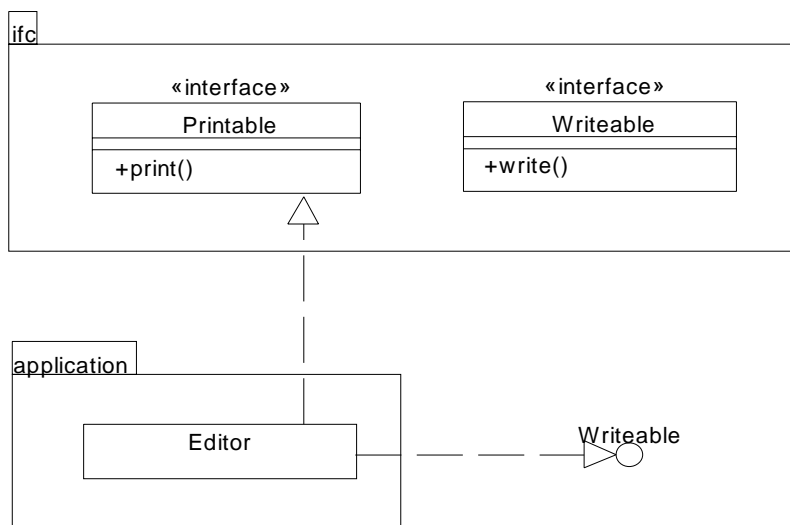 ifc
«interface»
Printable
+print()
«interface»
Writeable
+write()
application
Editor
Writeable